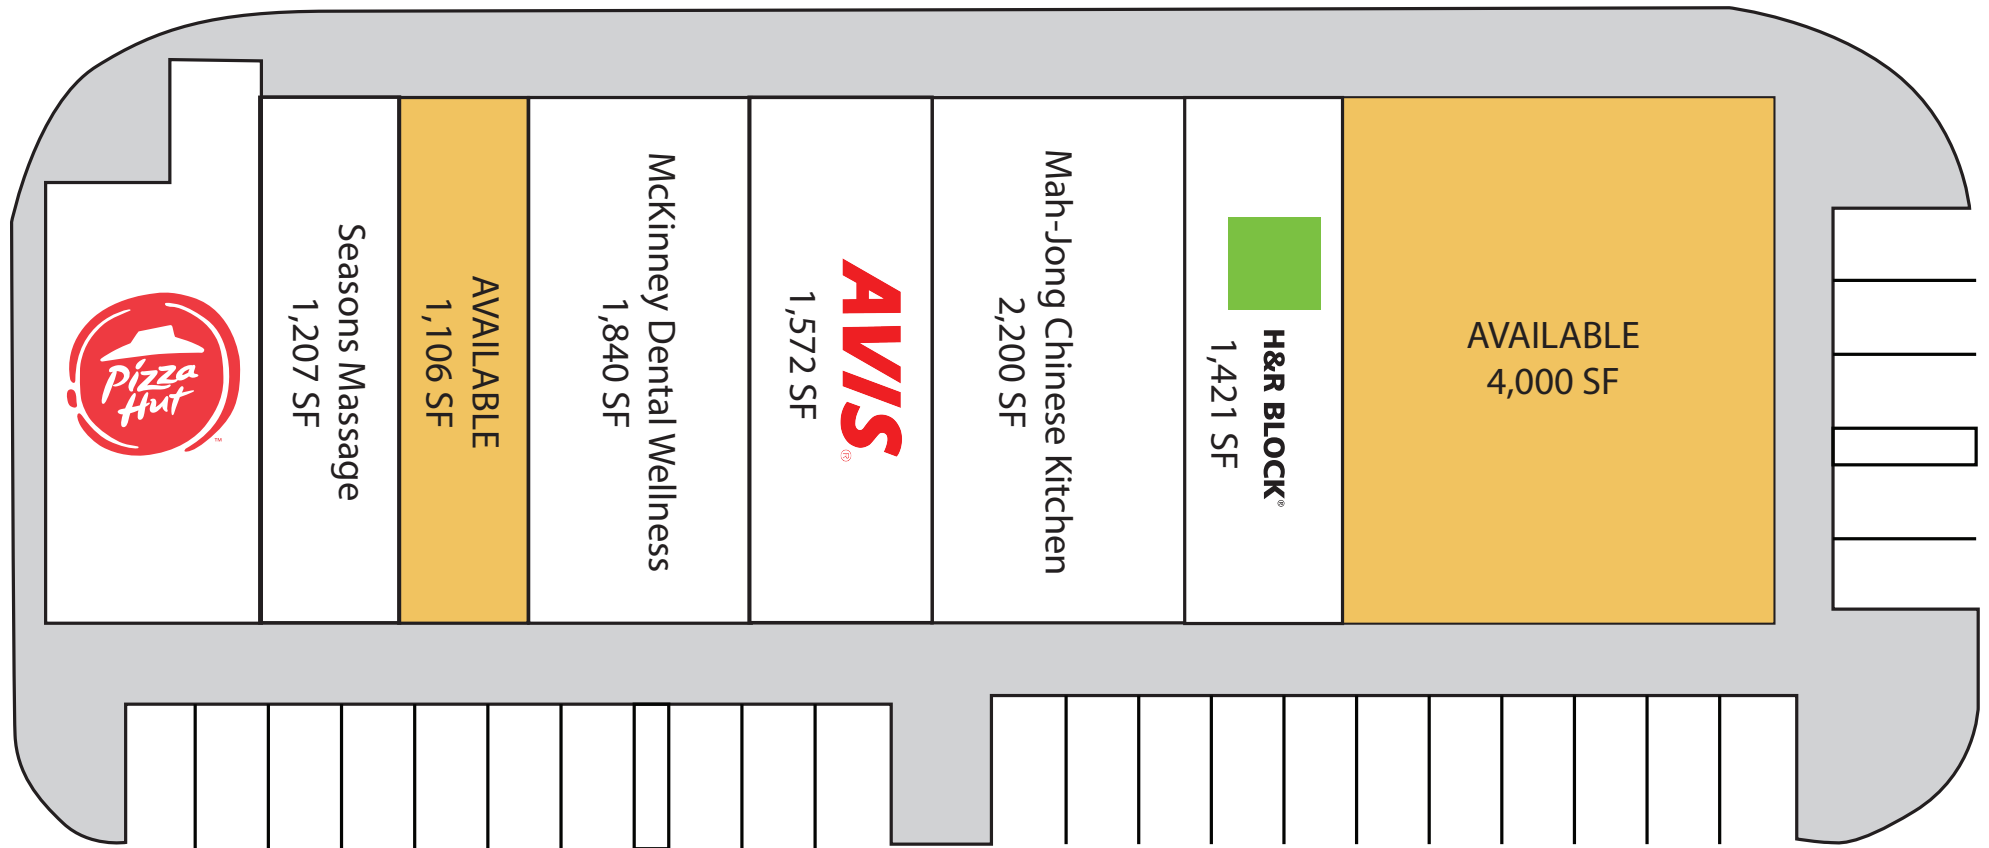 Pizza
Hut
™
Seasons Massage
1,207 SF
AVAILABLE
1,106 SF
McKinney Dental Wellness
1,840 SF
AVIS®
1,572 SF
Mah-Jong Chinese Kitchen
2,200 SF
H&R BLOCK®
1,421 SF
AVAILABLE
4,000 SF